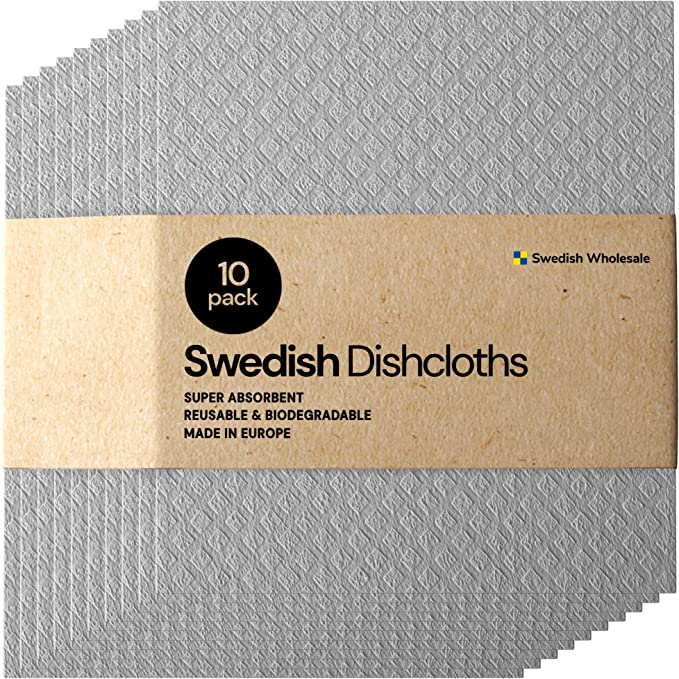 10
pack
Swedish Wholesale
Swedish Dishcloths
SUPER ABSORBENT
REUSABLE & BIODEGRADABLE
MADE IN EUROPE